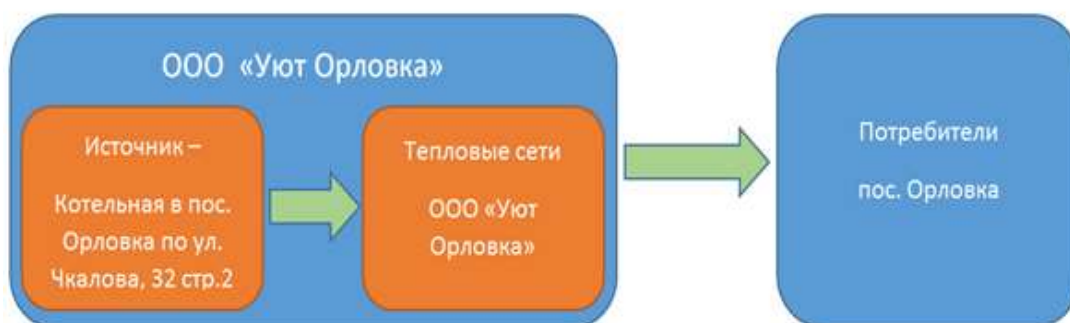 ООО «Уют Орловка»
Источник –
Котельная в пос.
Орловка по ул.
Чкалова, 32 стр.2
Тепловые сети
ООО «Уют
Орловка»
Потребители
пос. Орловка